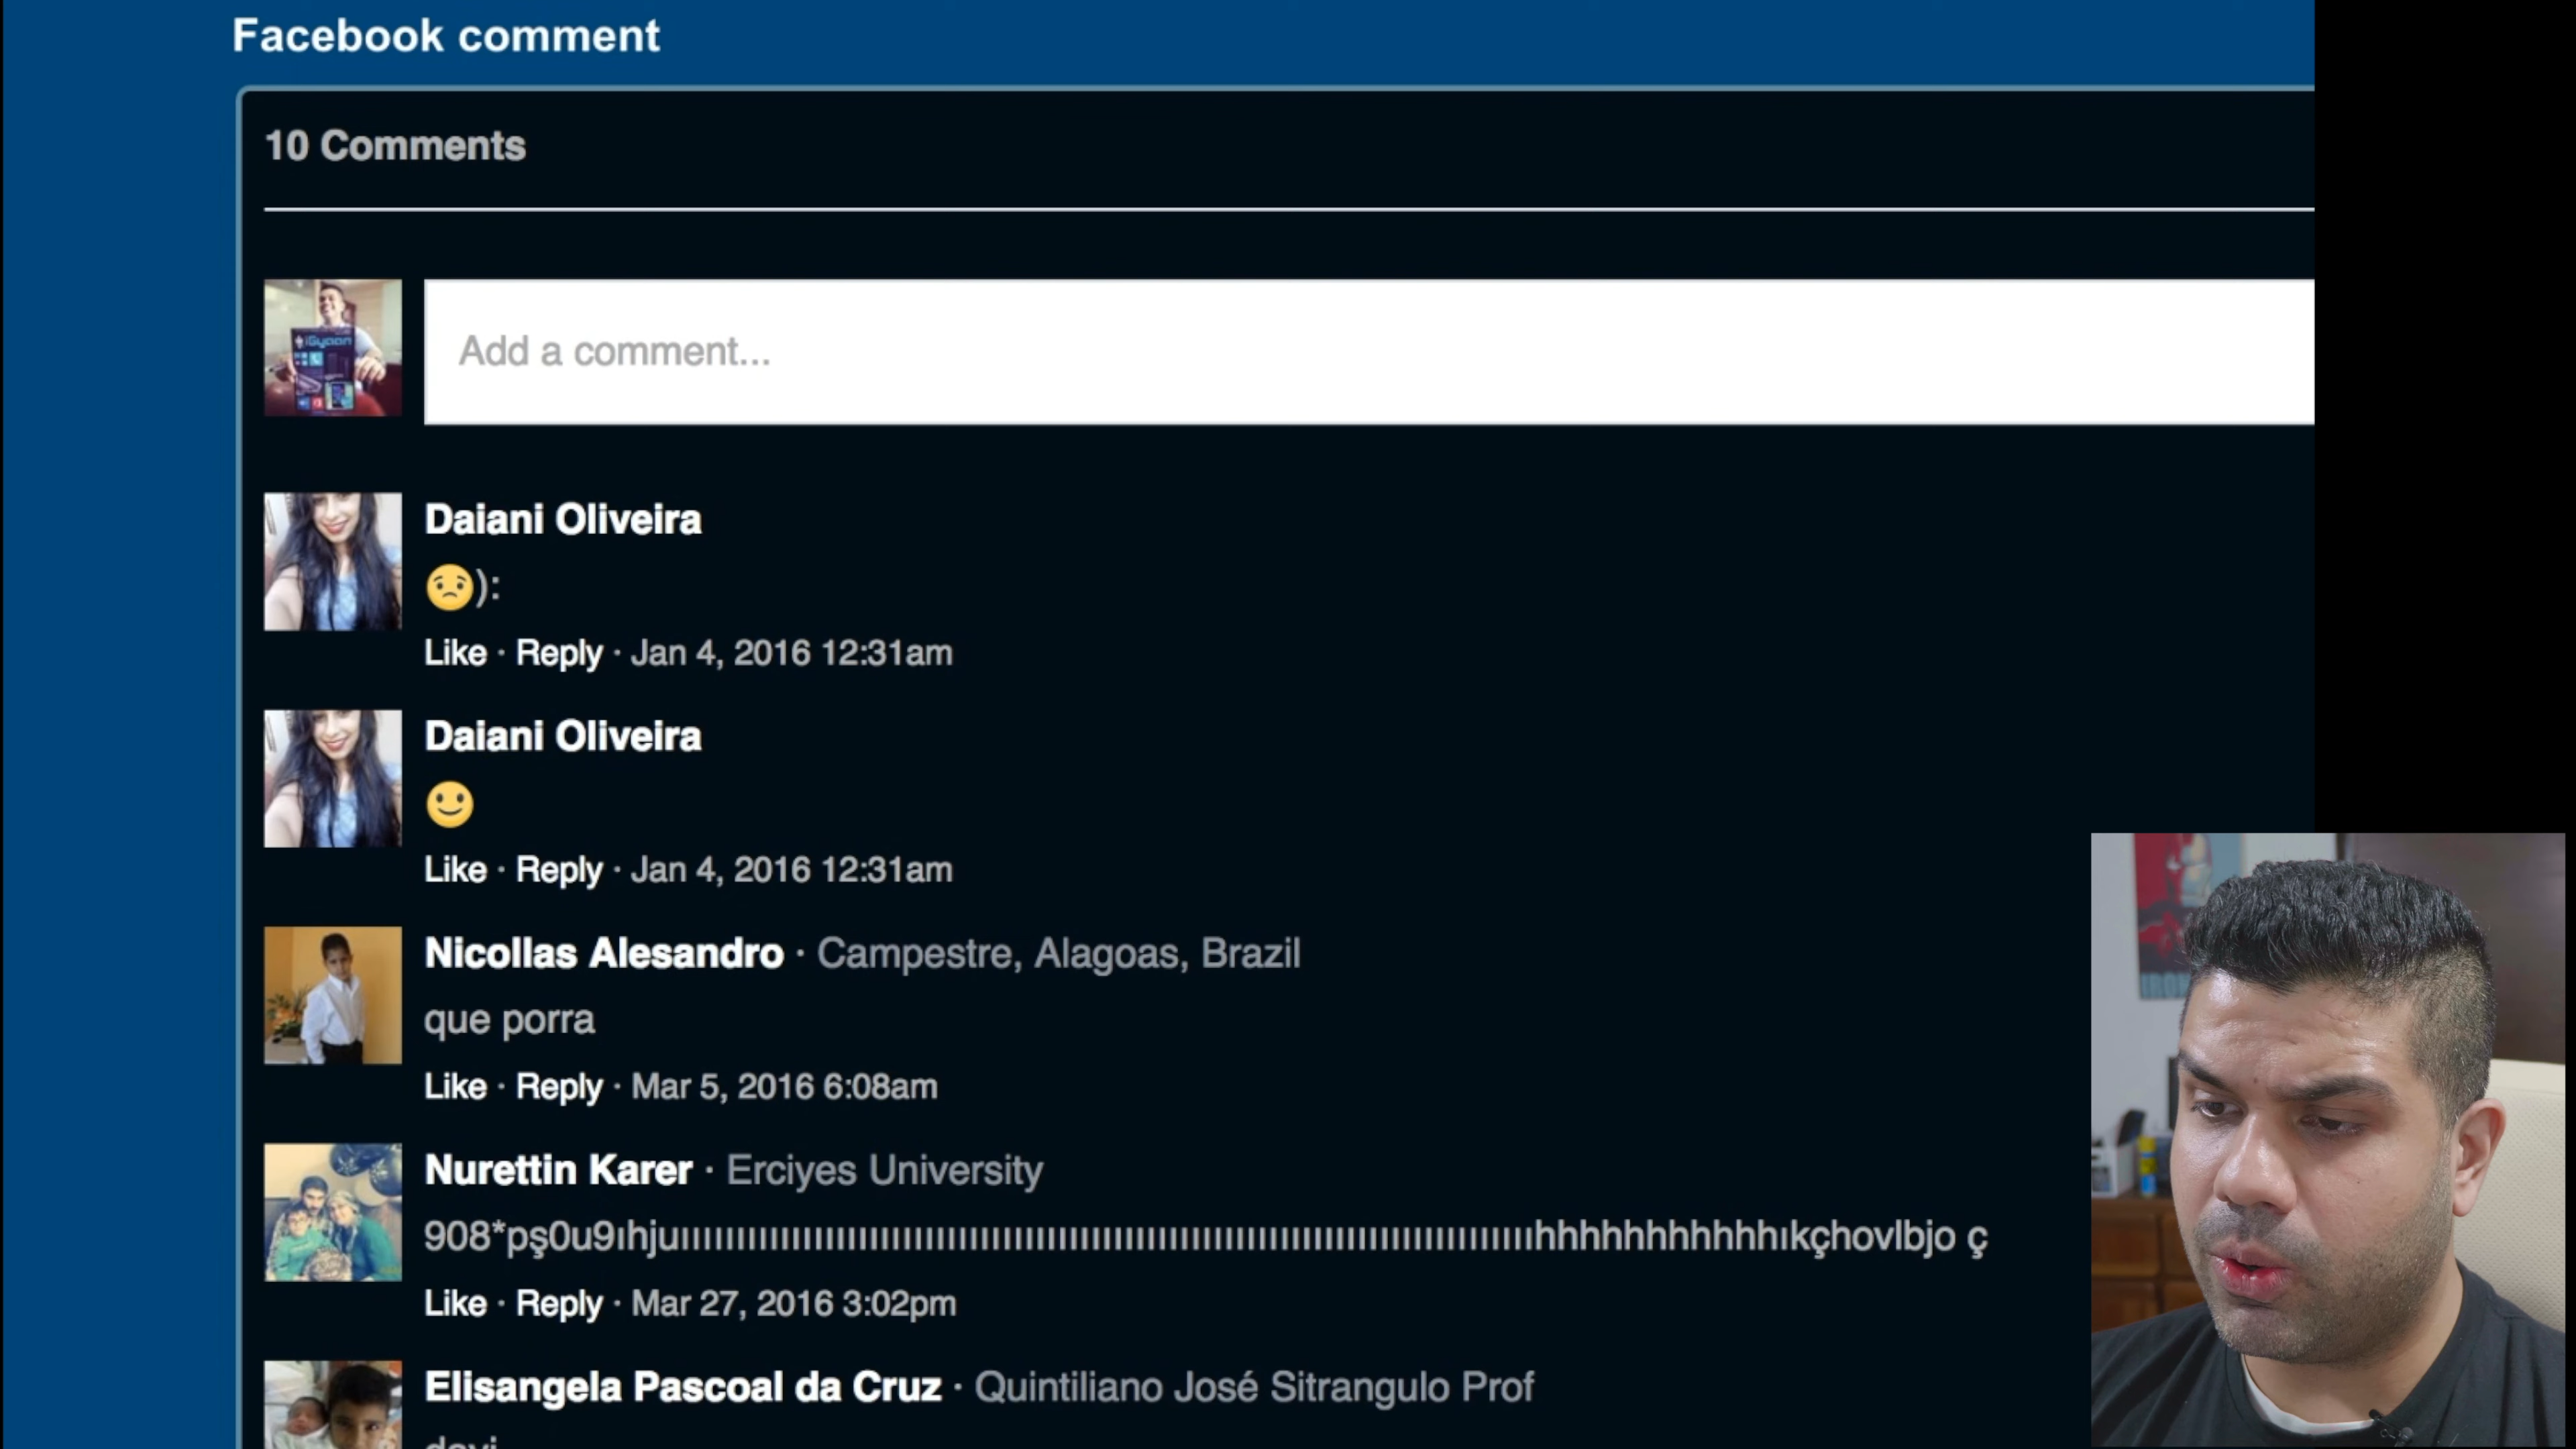 Facebook comment
10 Comments
iGyaan
Add a comment...
Daiani Oliveira
😟):
Like · Reply · Jan 4, 2016 12:31am
Daiani Oliveira
🙂
Like · Reply · Jan 4, 2016 12:31am
Nicollas Alesandro · Campestre, Alagoas, Brazil
que porra
Like · Reply · Mar 5, 2016 6:08am
Nurettin Karer · Erciyes University
908*pş0u9ıhjuıııııııııııııııııııııııııııııııııııııııııııııııııııııııııııııııııııııııııııııhhhhhhhhhhhıkçhovlbjo ç
Like · Reply · Mar 27, 2016 3:02pm
Elisangela Pascoal da Cruz · Quintiliano José Sitrangulo Prof